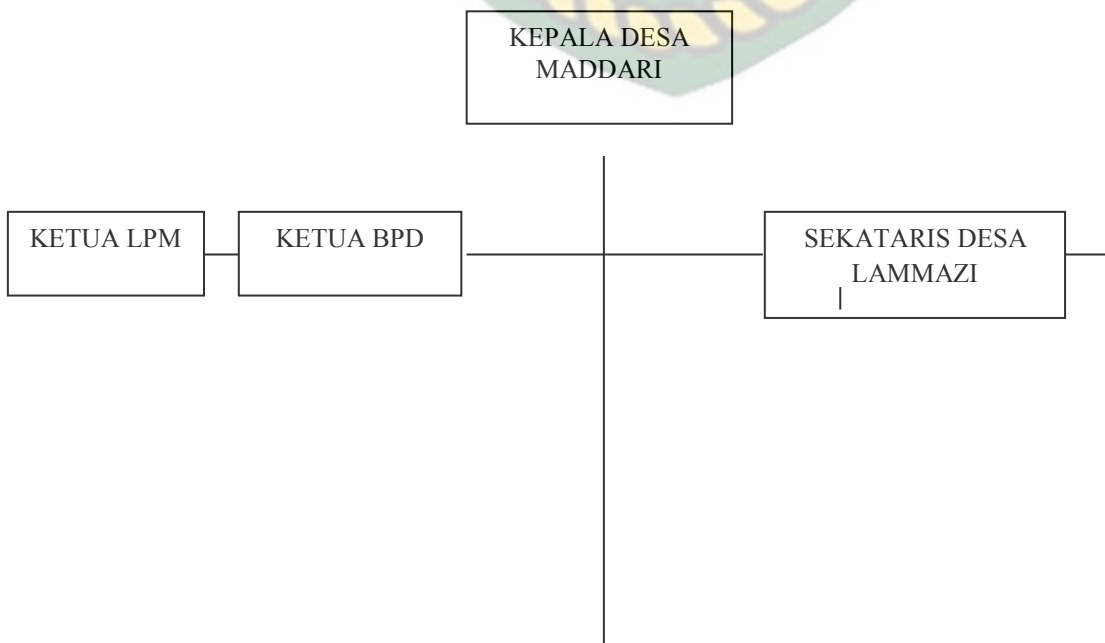 KEPALA DESA
MADDARI
KETUA LPM
KETUA BPD
SEKATARIS DESA
LAMMAZI